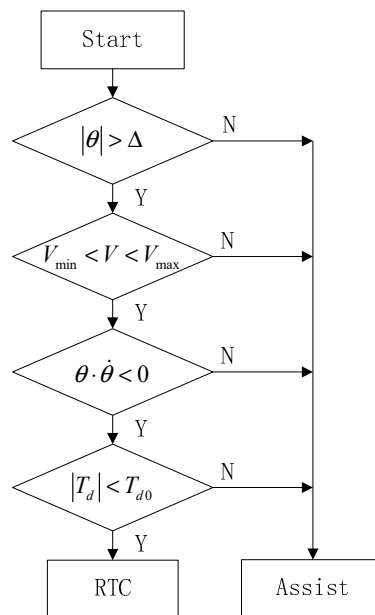 Start
|θ|>Δ
N
Y
V_min < V < V_max
N
Y
θ·θ̇<0
N
Y
|T_d|<T_d0
N
Y
RTC
Assist